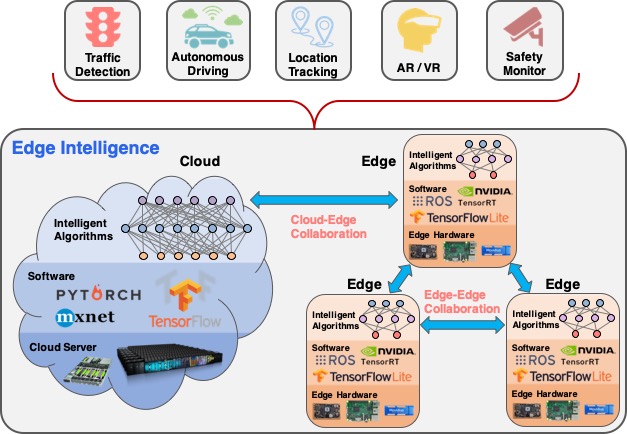 Traffic
Detection
Autonomous
Driving
Location
Tracking
AR / VR
Safety
Monitor
Edge Intelligence
Cloud
Intelligent
Algorithms
Software
PYTORCH
mxnet
TensorFlow
Cloud Server
Cloud-Edge
Collaboration
Edge
Intelligent
Algorithms
Software
NVIDIA.
ROS
TensorRT
TensorFlowLite
Edge Hardware
Edge-Edge
Collaboration
Edge
Intelligent
Algorithms
Software
NVIDIA.
ROS
TensorRT
TensorFlowLite
Edge Hardware
Edge
Intelligent
Algorithms
Software
NVIDIA.
ROS
TensorRT
TensorFlowLite
Edge Hardware